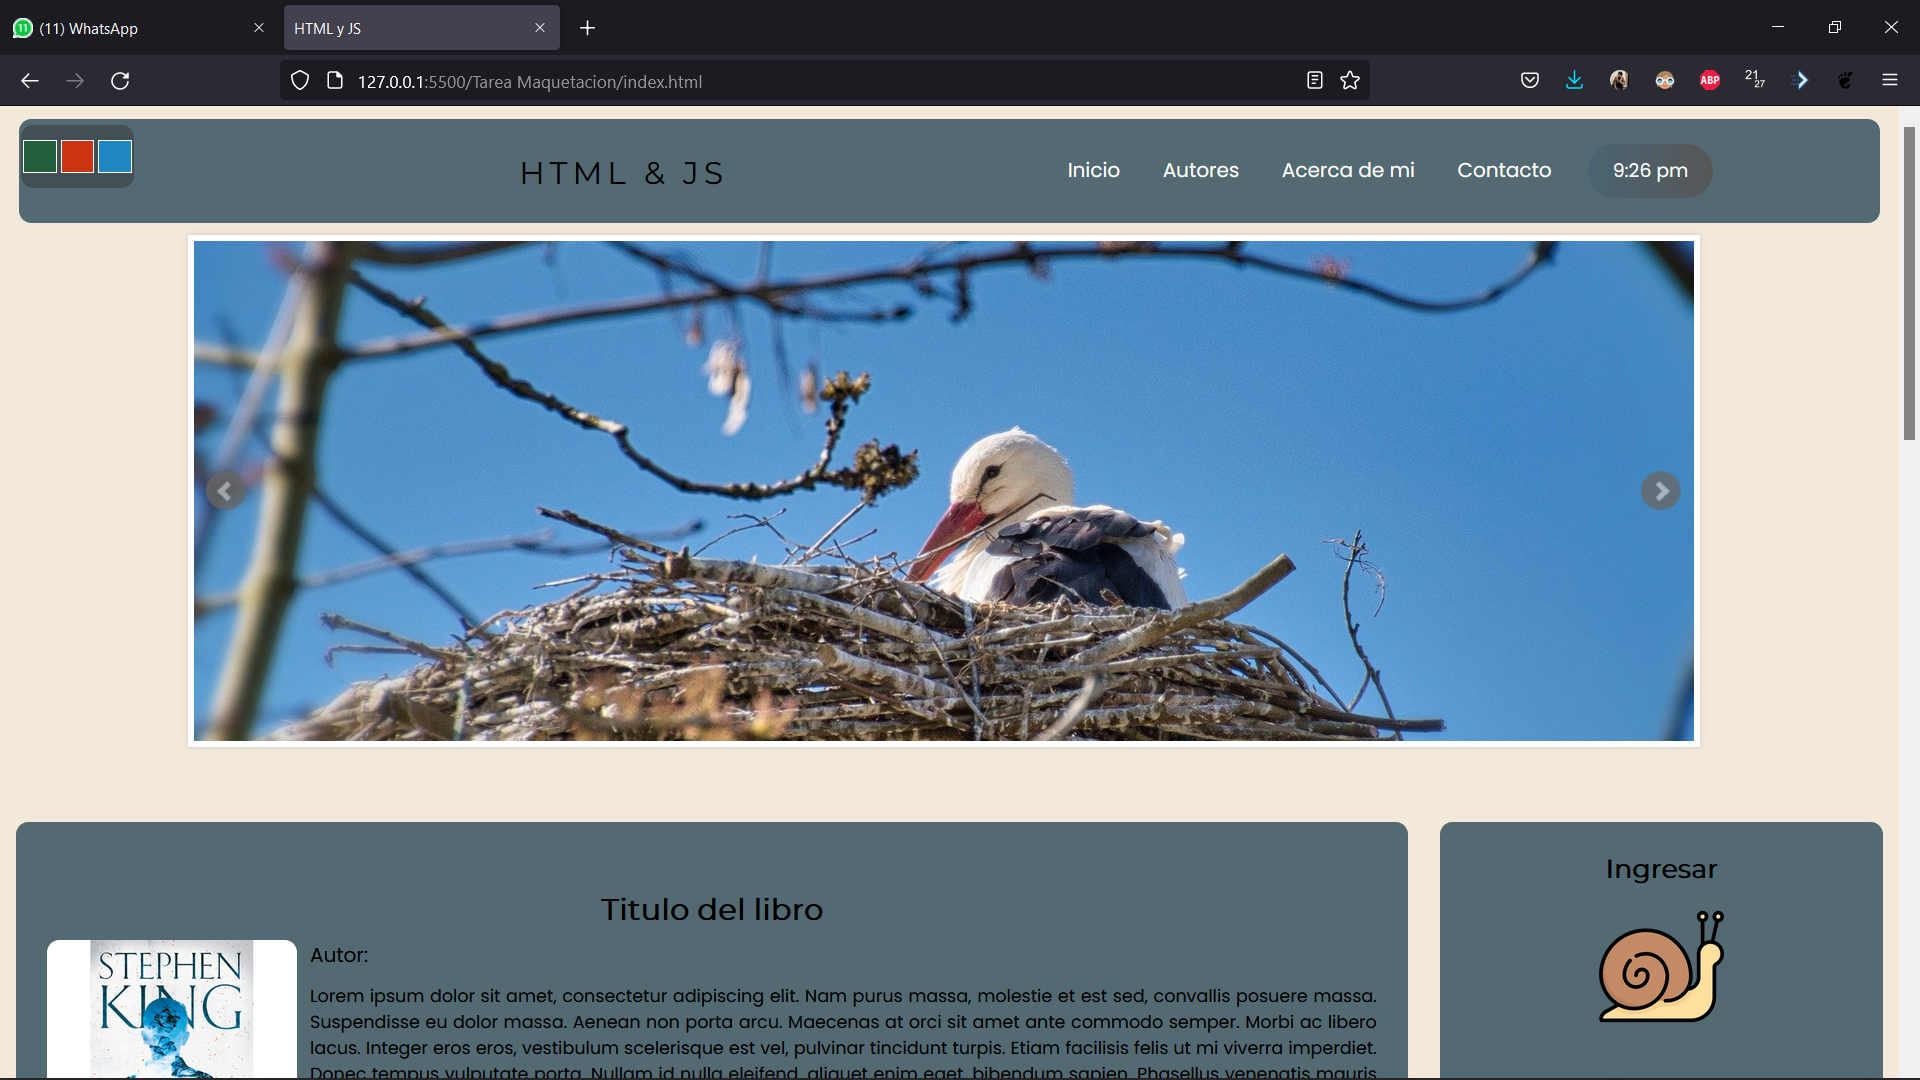 (11) WhatsApp
HTML y JS
127.0.0.1:5500/Tarea Maquetacion/index.html
ABP
21
27
HTML & JS
Inicio
Autores
Acerca de mi
Contacto
9:26 pm
Titulo del libro
STEPHEN
KING
Autor:
Lorem ipsum dolor sit amet, consectetur adipiscing elit. Nam purus massa, molestie et est sed, convallis posuere massa.
Suspendisse eu dolor massa. Aenean non porta arcu. Maecenas at orci sit amet ante commodo semper. Morbi ac libero
lacus. Integer eros eros, vestibulum scelerisque est vel, pulvinar tincidunt turpis. Etiam facilisis felis ut mi viverra imperdiet.
Donec tempus vulputate porta. Nullam id nulla eleifend, aliquet enim eget, bibendum sapien. Phasellus venenatis mauris
Ingresar